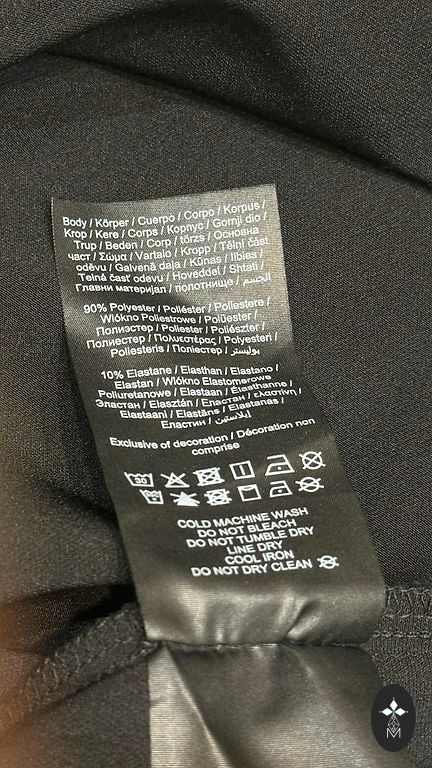 Body / Körper / Cuerpo / Corpo / Korpus /
Krop / Kere / Corps / Корпус / Gornji dio /
Trup / Beden / Corp / törzs / Основна
част / Σώμα / Vartalo / Kropp / Tělní část
oděvu / Galvenā daļa / Kūnas / Ilbies /
Telná časť odevu / Hoveddel / Shtati /
Главни материјал / полотнище / الجسم
90% Polyester / Poliéster / Poliestere /
Włókno Poliestrowe / Polüester /
Полиэстер / Poliester / Poliészter /
Полиестер / Πολυεστέρας / Polyesteri /
Poliesteris / Поліестер / بوليستر
10% Elastane / Elasthan / Elastano /
Elastan / Włókno Elastomerowe
Poliuretanowe / Elastaan / Élasthanne /
Эластан / Elasztán / Еластан / ελαστίνη /
Elastaani / Elastāns / Elastanas /
Еластин / إيلاستين
Exclusive of decoration / Décoration non
comprise
30
COLD MACHINE WASH
DO NOT BLEACH
DO NOT TUMBLE DRY
LINE DRY
COOL IRON
DO NOT DRY CLEAN
M